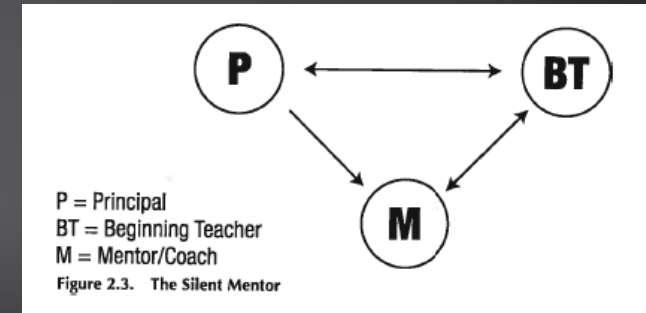 P
BT
M
P = Principal
BT = Beginning Teacher
M = Mentor/Coach
Figure 2.3. The Silent Mentor